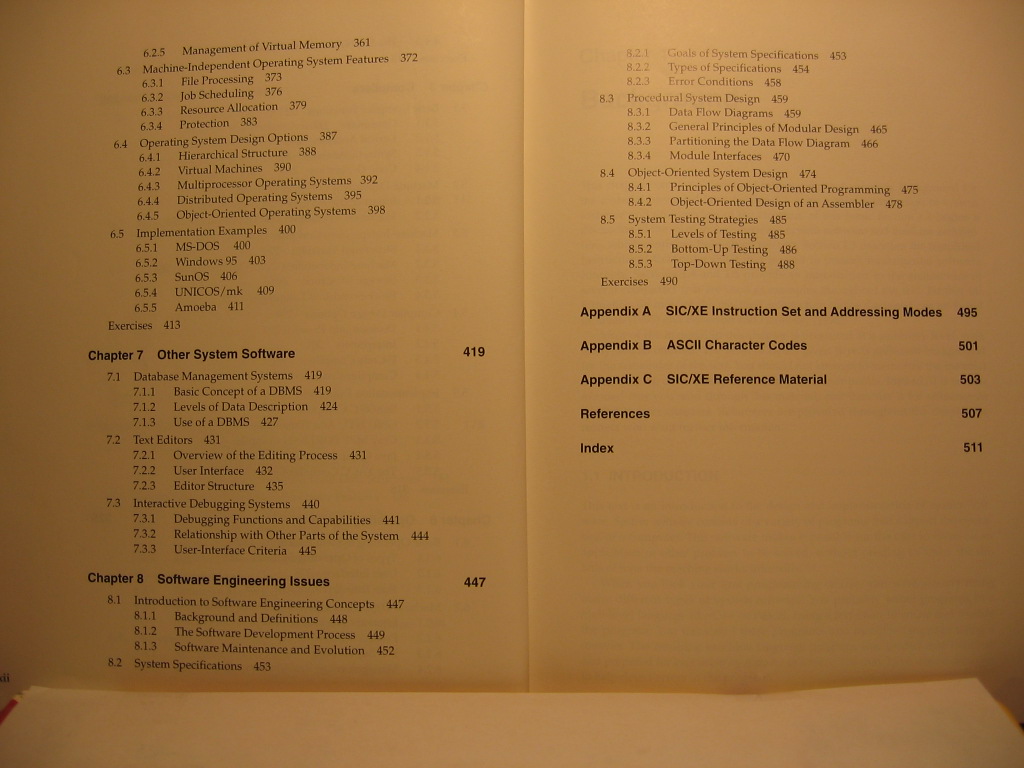 6.2.5 Management of Virtual Memory 361
6.3 Machine-Independent Operating System Features 372
6.3.1 File Processing 373
6.3.2 Job Scheduling 376
6.3.3 Resource Allocation 379
6.3.4 Protection 383
6.4 Operating System Design Options 387
6.4.1 Hierarchical Structure 388
6.4.2 Virtual Machines 390
6.4.3 Multiprocessor Operating Systems 392
6.4.4 Distributed Operating Systems 395
6.4.5 Object-Oriented Operating Systems 398
6.5 Implementation Examples 400
6.5.1 MS-DOS 400
6.5.2 Windows 95 403
6.5.3 SunOS 406
6.5.4 UNICOS/mk 409
6.5.5 Amoeba 411
Exercises 413
Chapter 7 Other System Software 419
7.1 Database Management Systems 419
7.1.1 Basic Concept of a DBMS 419
7.1.2 Levels of Data Description 424
7.1.3 Use of a DBMS 427
7.2 Text Editors 431
7.2.1 Overview of the Editing Process 431
7.2.2 User Interface 432
7.2.3 Editor Structure 435
7.3 Interactive Debugging Systems 440
7.3.1 Debugging Functions and Capabilities 441
7.3.2 Relationship with Other Parts of the System 444
7.3.3 User-Interface Criteria 445
Chapter 8 Software Engineering Issues 447
8.1 Introduction to Software Engineering Concepts 447
8.1.1 Background and Definitions 448
8.1.2 The Software Development Process 449
8.1.3 Software Maintenance and Evolution 452
8.2 System Specifications 453
8.2.1 Goals of System Specifications 453
8.2.2 Types of Specifications 454
8.2.3 Error Conditions 458
8.3 Procedural System Design 459
8.3.1 Data Flow Diagrams 459
8.3.2 General Principles of Modular Design 465
8.3.3 Partitioning the Data Flow Diagram 466
8.3.4 Module Interfaces 470
8.4 Object-Oriented System Design 474
8.4.1 Principles of Object-Oriented Programming 475
8.4.2 Object-Oriented Design of an Assembler 478
8.5 System Testing Strategies 485
8.5.1 Levels of Testing 485
8.5.2 Bottom-Up Testing 486
8.5.3 Top-Down Testing 488
Exercises 490
Appendix A SIC/XE Instruction Set and Addressing Modes 495
Appendix B ASCII Character Codes 501
Appendix C SIC/XE Reference Material 503
References 507
Index 511